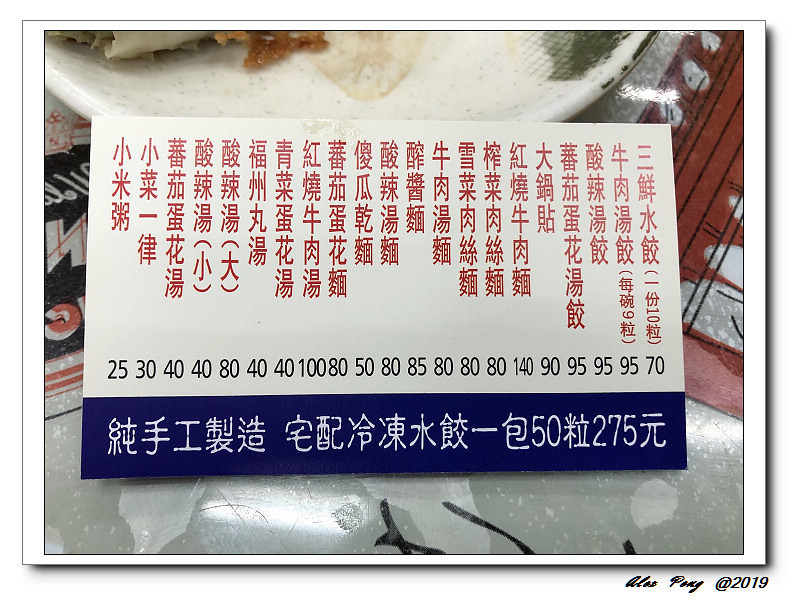 三鮮水餃(一份10粒) 70
牛肉湯餃(每碗9粒) 95
酸辣湯餃 95
蕃茄蛋花湯餃 95
大鍋貼 90
紅燒牛肉麵 140
榨菜肉絲麵 80
雪菜肉絲麵 80
牛肉湯麵 80
醡醬麵 85
酸辣湯麵 80
傻瓜乾麵 50
蕃茄蛋花麵 80
紅燒牛肉湯 100
青菜蛋花湯 40
福州丸湯 40
酸辣湯(大) 80
酸辣湯(小) 40
蕃茄蛋花湯 40
小菜一律 30
小米粥 25
純手工製造 宅配冷凍水餃一包50粒275元
Alex Peng @2019